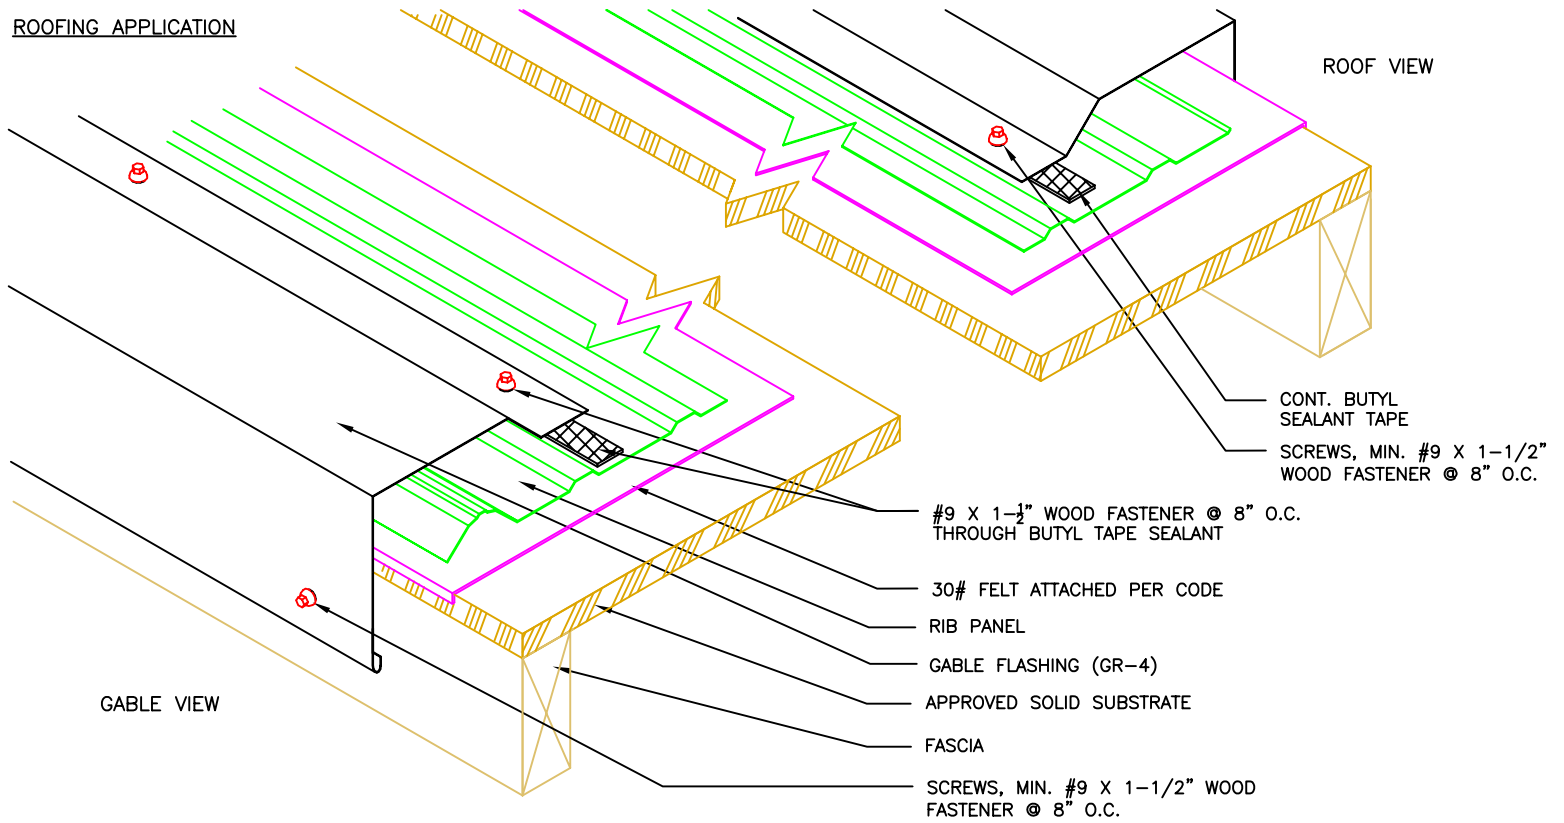 ROOFING APPLICATION
ROOF VIEW
CONT. BUTYL
SEALANT TAPE
SCREWS, MIN. #9 X 1-1/2"
WOOD FASTENER @ 8" O.C.
#9 X 1-½" WOOD FASTENER @ 8" O.C.
THROUGH BUTYL TAPE SEALANT
30# FELT ATTACHED PER CODE
RIB PANEL
GABLE FLASHING (GR-4)
APPROVED SOLID SUBSTRATE
FASCIA
SCREWS, MIN. #9 X 1-1/2" WOOD
FASTENER @ 8" O.C.
GABLE VIEW